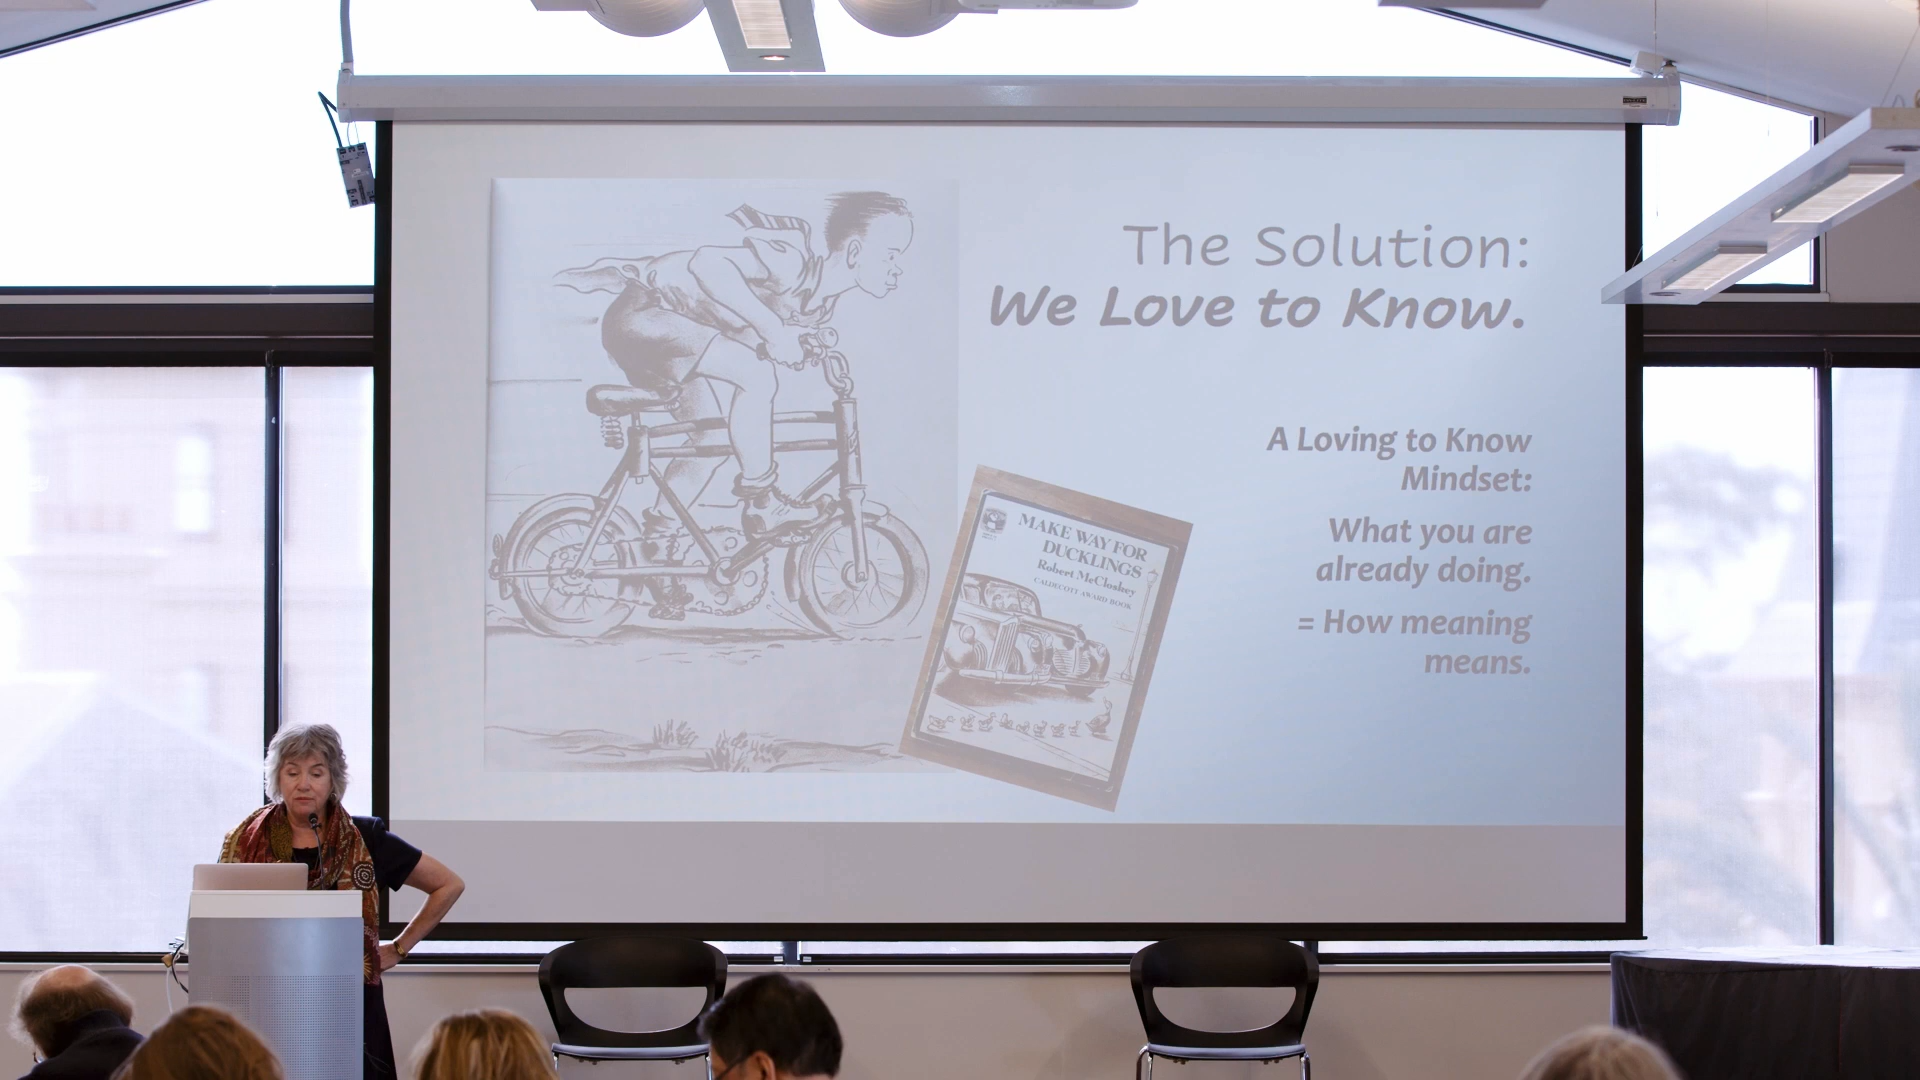 The Solution:
We Love to Know.
A Loving to Know
Mindset:
What you are
already doing.
= How meaning
means.
MAKE WAY FOR
DUCKLINGS
Robert McCloskey
CALDECOTT AWARD BOOK